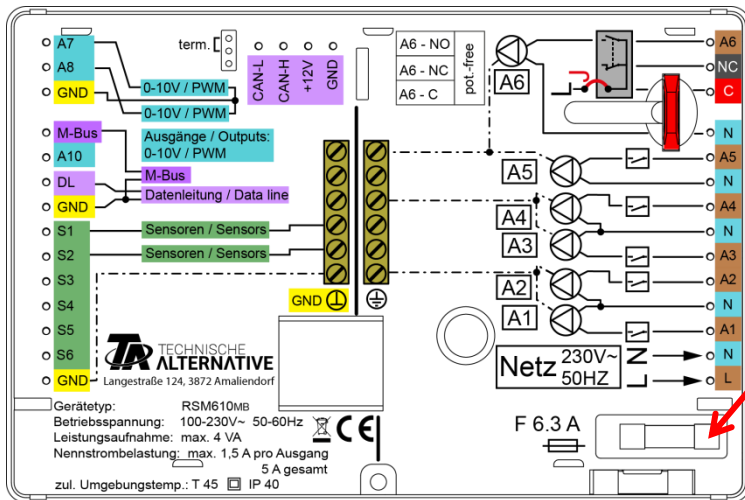 A7
A8
GND
M-Bus
A10
DL
GND
S1
S2
S3
S4
S5
S6
GND
term.
CAN-L
CAN-H
+12V
GND
0-10V / PWM
0-10V / PWM
Ausgänge / Outputs:
0-10V / PWM
M-Bus
Datenleitung / Data line
Sensoren / Sensors
Sensoren / Sensors
GND
A6 - NO
A6 - NC
A6 - C
pot.-free
A6
A5
A4
A3
A2
A1
A6
NC
C
N
A5
N
A4
N
A3
A2
N
A1
N
L
Netz 230V~
50HZ
N
L
F 6.3 A
TA
TECHNISCHE
ALTERNATIVE
Langestraße 124, 3872 Amaliendorf
Gerätetyp: RSM610MB
Betriebsspannung: 100-230V~ 50-60Hz
Leistungsaufnahme: max. 4 VA
Nennstrombelastung: max. 1,5 A pro Ausgang
5 A gesamt
zul. Umgebungstemp.: T 45 IP 40
CE